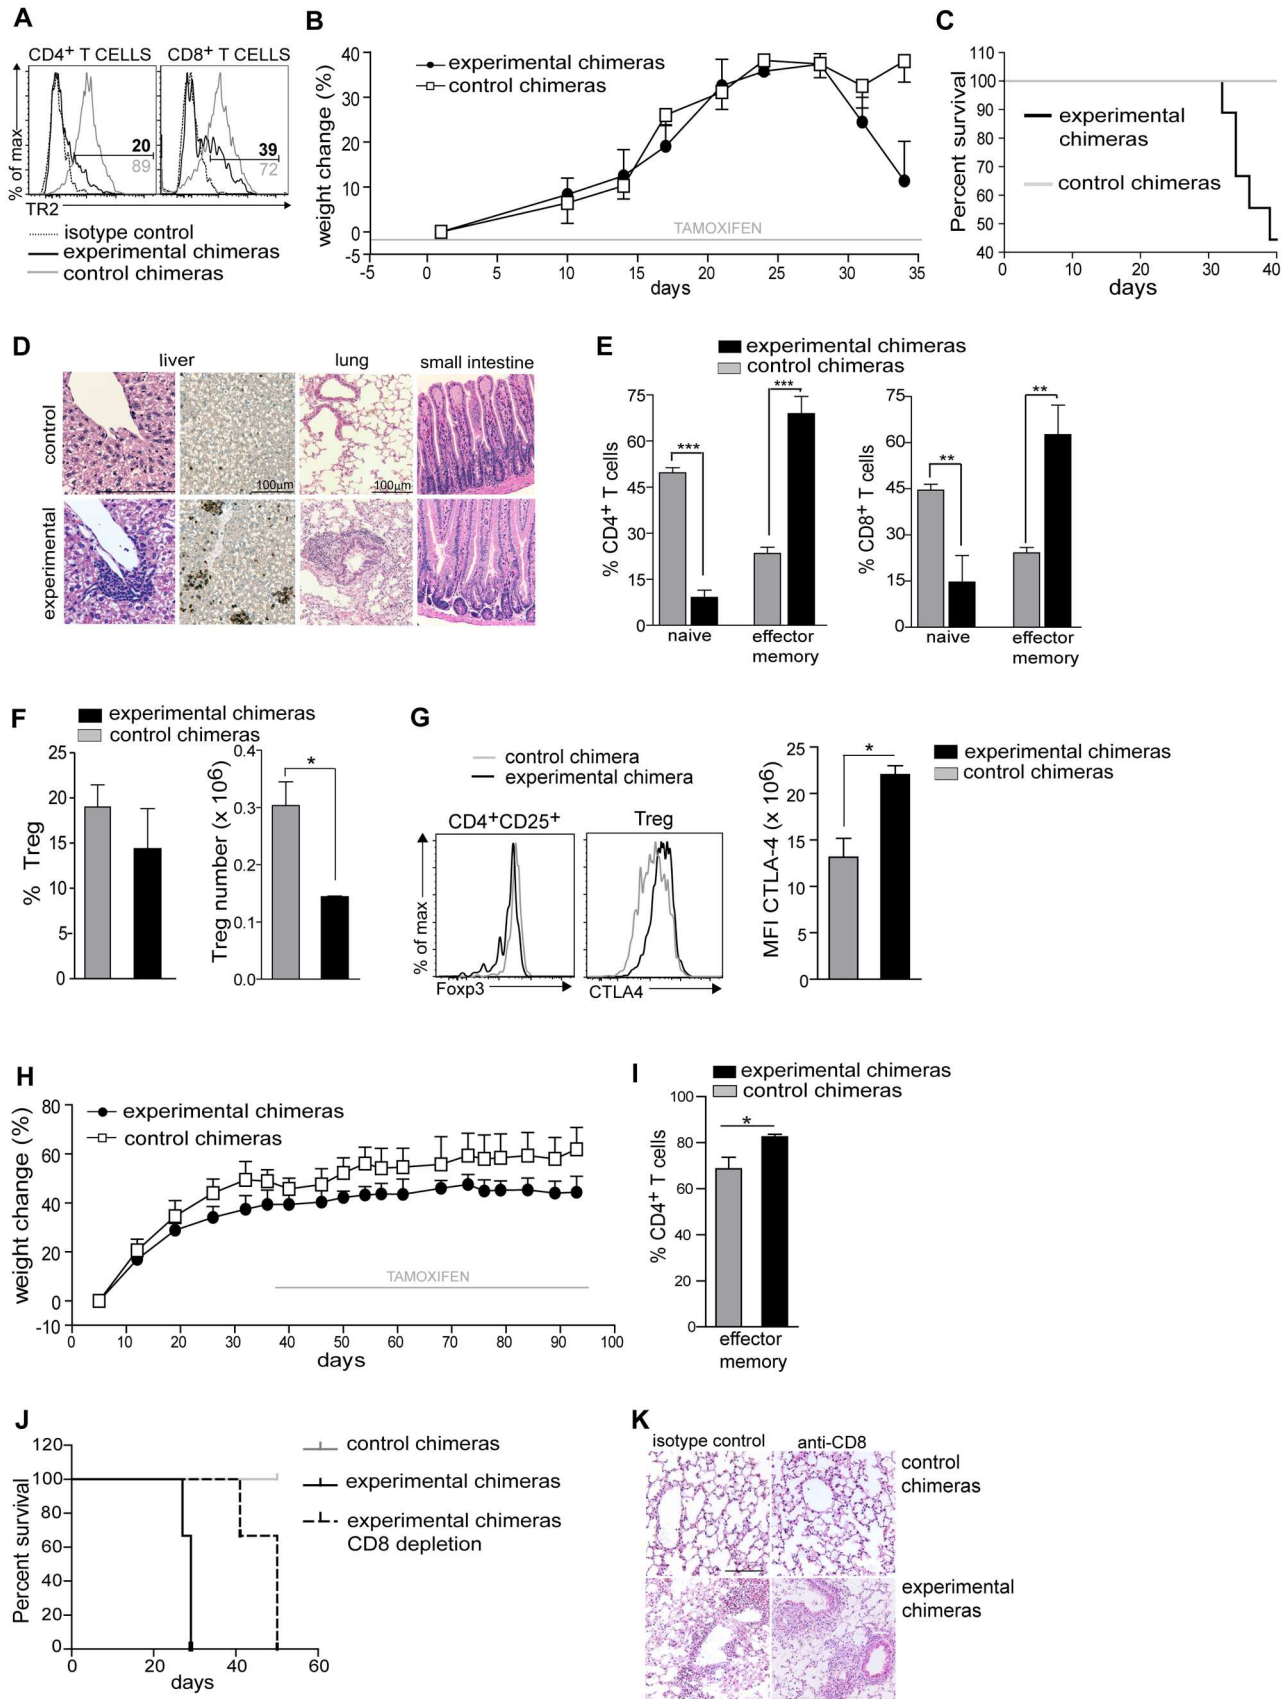 A
CD4+ T CELLS
CD8+ T CELLS
% of max
20
89
39
72
TR2
isotype control
experimental chimeras
control chimeras
B
weight change (%)
40
30
20
10
0
-5
experimental chimeras
control chimeras
TAMOXIFEN
-5
0
5
10
15
20
25
30
35
days
C
Percent survival
110
100
90
80
70
60
50
40
experimental
chimeras
control chimeras
0
10
20
30
40
days
D
liver
lung
small intestine
control
100µm
100µm
experimental
E
experimental chimeras
control chimeras
% CD4+ T cells
75
60
45
30
15
0
***
***
naive
effector
memory
% CD8+ T cells
75
60
45
30
15
0
**
**
naive
effector
memory
F
experimental chimeras
control chimeras
% Treg
25
20
15
10
5
0
Treg number (x 10⁶)
0.4
0.3
0.2
0.1
0.0
*
G
control chimera
experimental chimera
CD4+CD25+
Treg
% of max
Foxp3
CTLA4
MFI CTLA-4 (x 10⁶)
25
20
15
10
5
0
*
experimental chimeras
control chimeras
H
weight change (%)
80
60
40
20
0
-10
experimental chimeras
control chimeras
TAMOXIFEN
0
10
20
30
40
50
60
70
80
90
100
days
I
experimental chimeras
control chimeras
% CD4+ T cells
100
80
60
40
20
0
*
effector
memory
J
Percent survival
120
100
80
60
40
20
0
0
20
40
60
days
control chimeras
experimental chimeras
experimental chimeras
CD8 depletion
K
isotype control
anti-CD8
control
chimeras
experimental
chimeras